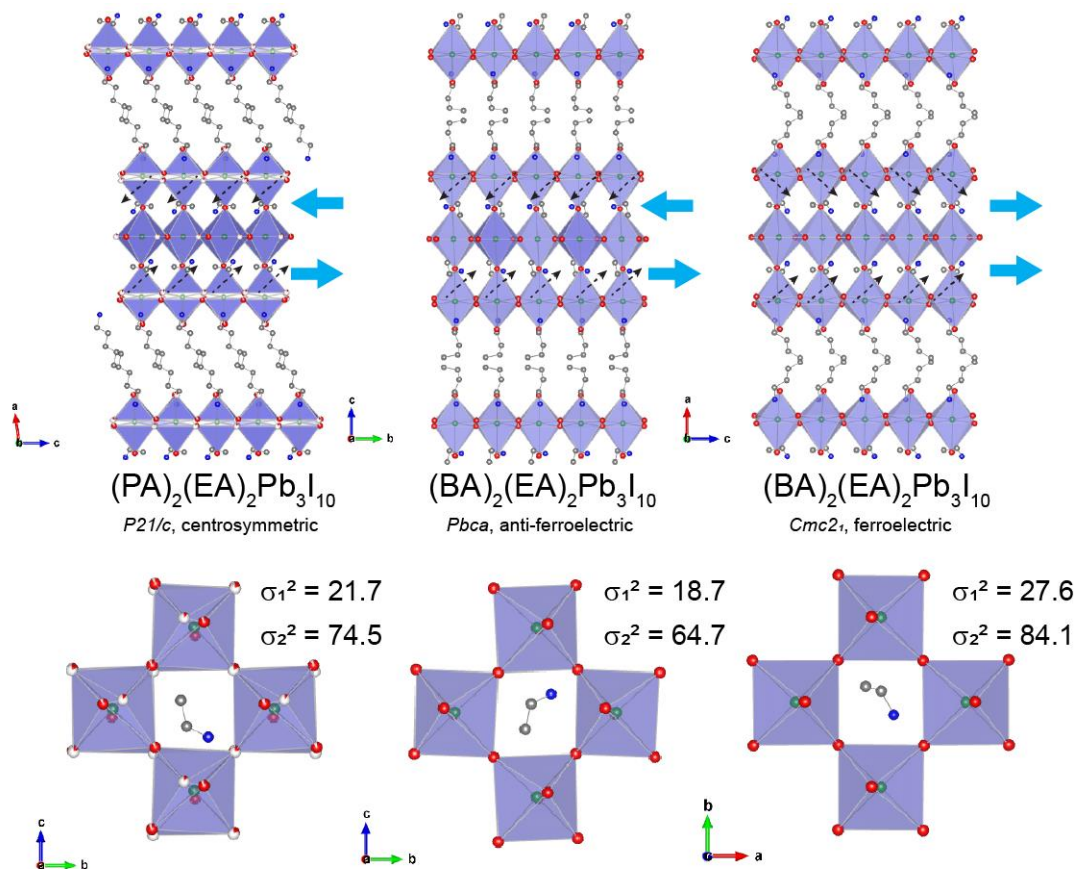 a
b
c
c
a
b
a
b
c
(PA)₂(EA)₂Pb₃I₁₀
(BA)₂(EA)₂Pb₃I₁₀
(BA)₂(EA)₂Pb₃I₁₀
P21/c, centrosymmetric
Pbca, anti-ferroelectric
Cmc2₁, ferroelectric
σ₁² = 21.7
σ₂² = 74.5
σ₁² = 18.7
σ₂² = 64.7
σ₁² = 27.6
σ₂² = 84.1
c
a
b
c
a
b
b
c
a